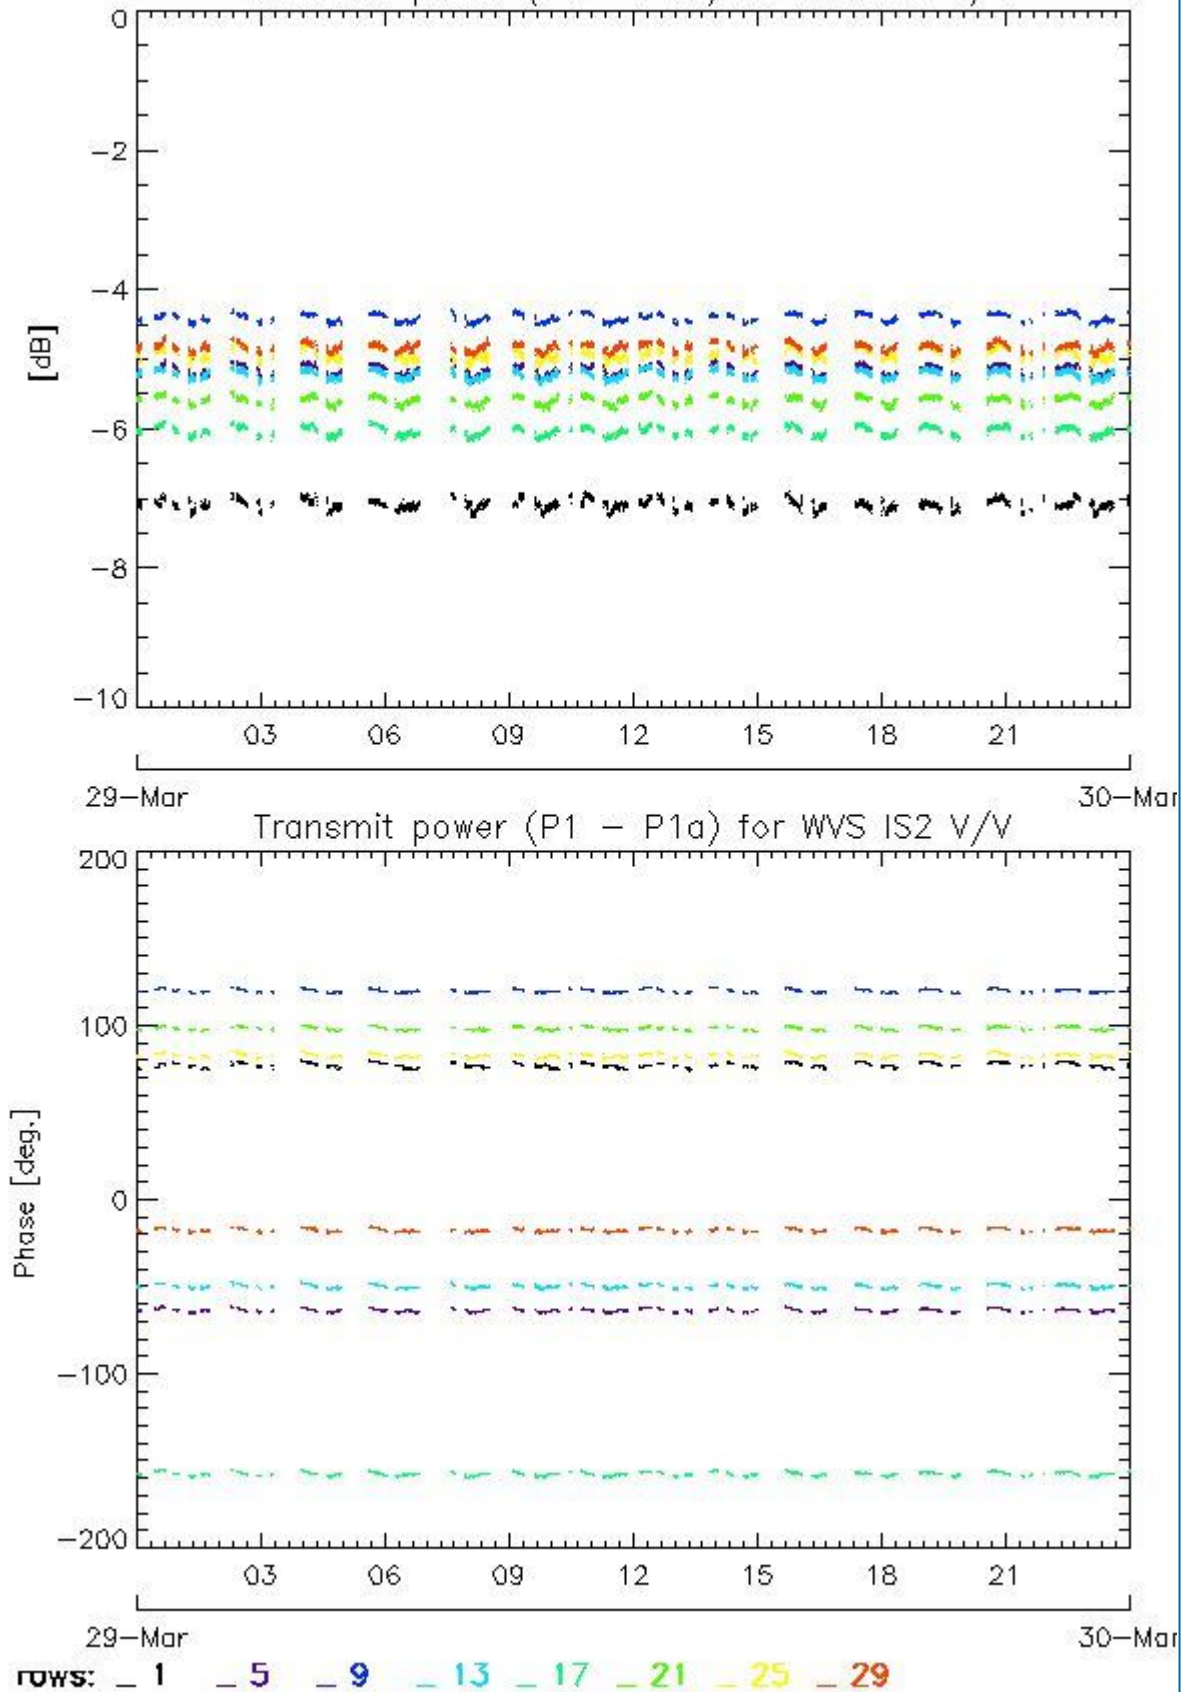 0
-2
-4
[dB]
-6
-8
-10
03 06 09 12 15 18 21
29-Mar 30-Mar
Transmit power (P1 - P1a) for WVS IS2 V/V
200
100
0
Phase [deg.]
-100
-200
03 06 09 12 15 18 21
29-Mar 30-Mar
rows: _ 1 _ 5 _ 9 _ 13 _ 17 _ 21 _ 25 _ 29